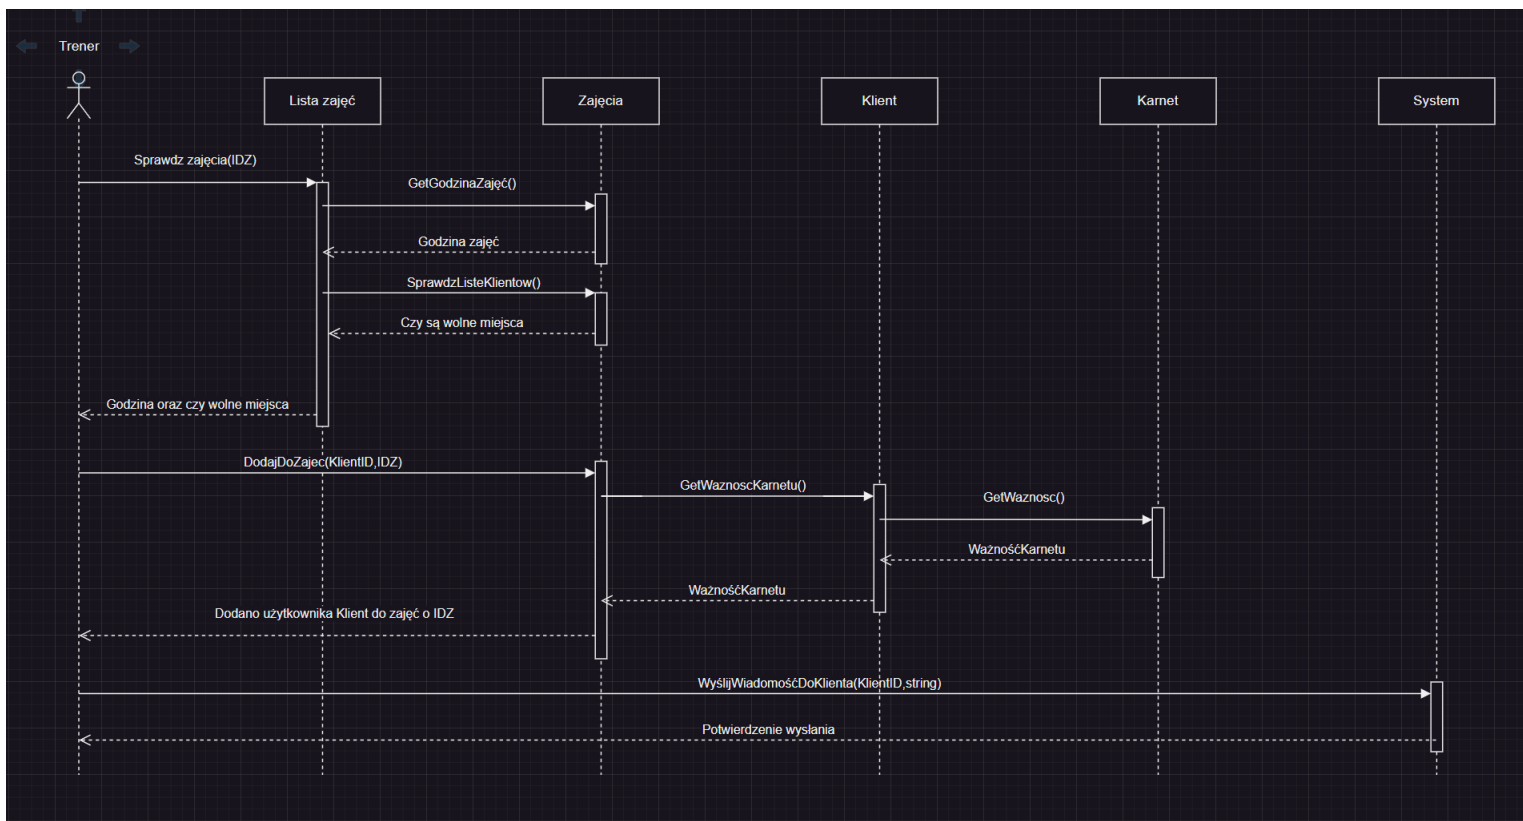 Trener
Lista zajęć
Zajęcia
Klient
Karnet
System
Sprawdz zajęcia(IDZ)
GetGodzinaZajęć()
Godzina zajęć
SprawdzListeKlientow()
Czy są wolne miejsca
Godzina oraz czy wolne miejsca
DodajDoZajec(KlientID,IDZ)
GetWaznoscKarnetu()
GetWaznosc()
WażnośćKarnetu
WażnośćKarnetu
Dodano użytkownika Klient do zajęć o IDZ
WyślijWiadomośćDoKlienta(KlientID,string)
Potwierdzenie wysłania